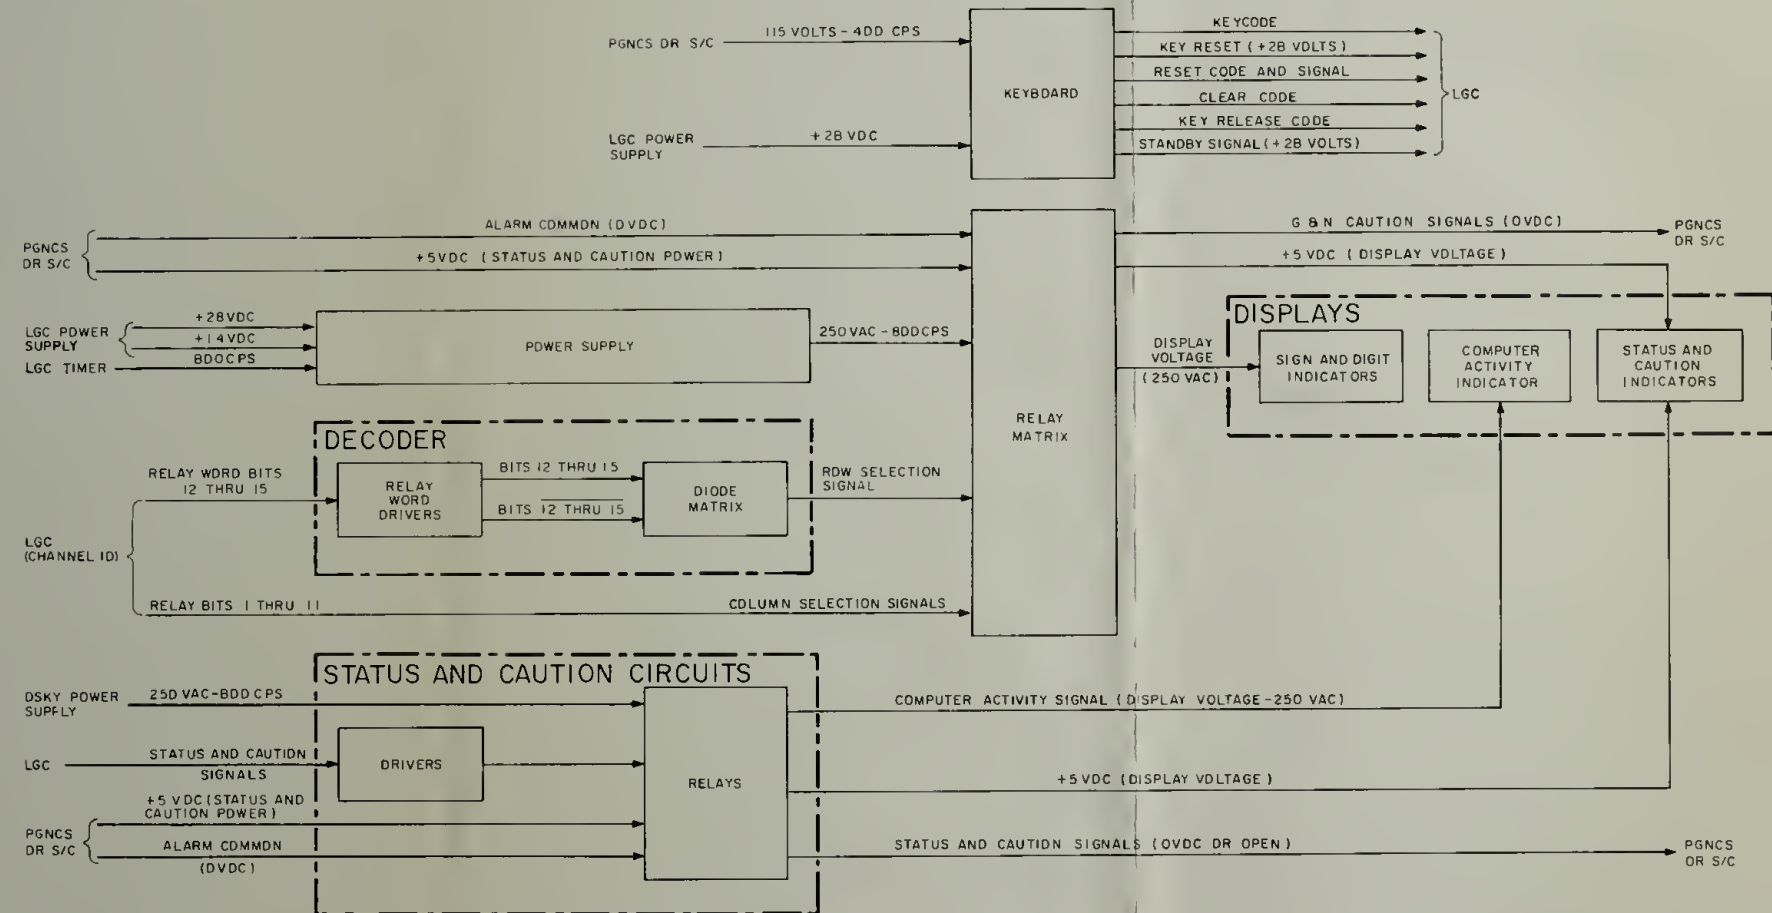 PGNCS OR S/C
115 VOLTS - 400 CPS
LGC POWER
SUPPLY
+28 VDC
KEYBOARD
KEYCODE
KEY RESET (+28 VOLTS)
RESET CODE AND SIGNAL
CLEAR CODE
KEY RELEASE CODE
STANDBY SIGNAL (+28 VOLTS)
LGC
PGNCS
OR S/C
ALARM COMMON (0VDC)
+5VDC (STATUS AND CAUTION POWER)
LGC POWER
SUPPLY
+28VDC
+14VDC
LGC TIMER
800CPS
POWER SUPPLY
250VAC - 800CPS
RELAY
MATRIX
G & N CAUTION SIGNALS (0VDC)
PGNCS
OR S/C
+5 VDC (DISPLAY VOLTAGE)
DISPLAY
VOLTAGE
(250 VAC)
DISPLAYS
SIGN AND DIGIT
INDICATORS
COMPUTER
ACTIVITY
INDICATOR
STATUS AND
CAUTION
INDICATORS
DECODER
LGC
(CHANNEL 10)
RELAY WORD BITS
12 THRU 15
RELAY
WORD
DRIVERS
BITS 12 THRU 15
BITS 12 THRU 15
DIODE
MATRIX
ROW SELECTION
SIGNAL
RELAY BITS 1 THRU 11
COLUMN SELECTION SIGNALS
STATUS AND CAUTION CIRCUITS
DSKY POWER
SUPPLY
250 VAC-800 CPS
LGC
STATUS AND CAUTION
SIGNALS
DRIVERS
RELAYS
PGNCS
OR S/C
+5 VDC (STATUS AND
CAUTION POWER)
ALARM COMMON
(0VDC)
COMPUTER ACTIVITY SIGNAL (DISPLAY VOLTAGE-250 VAC)
+5 VDC (DISPLAY VOLTAGE)
STATUS AND CAUTION SIGNALS (0VDC OR OPEN)
PGNCS
OR S/C